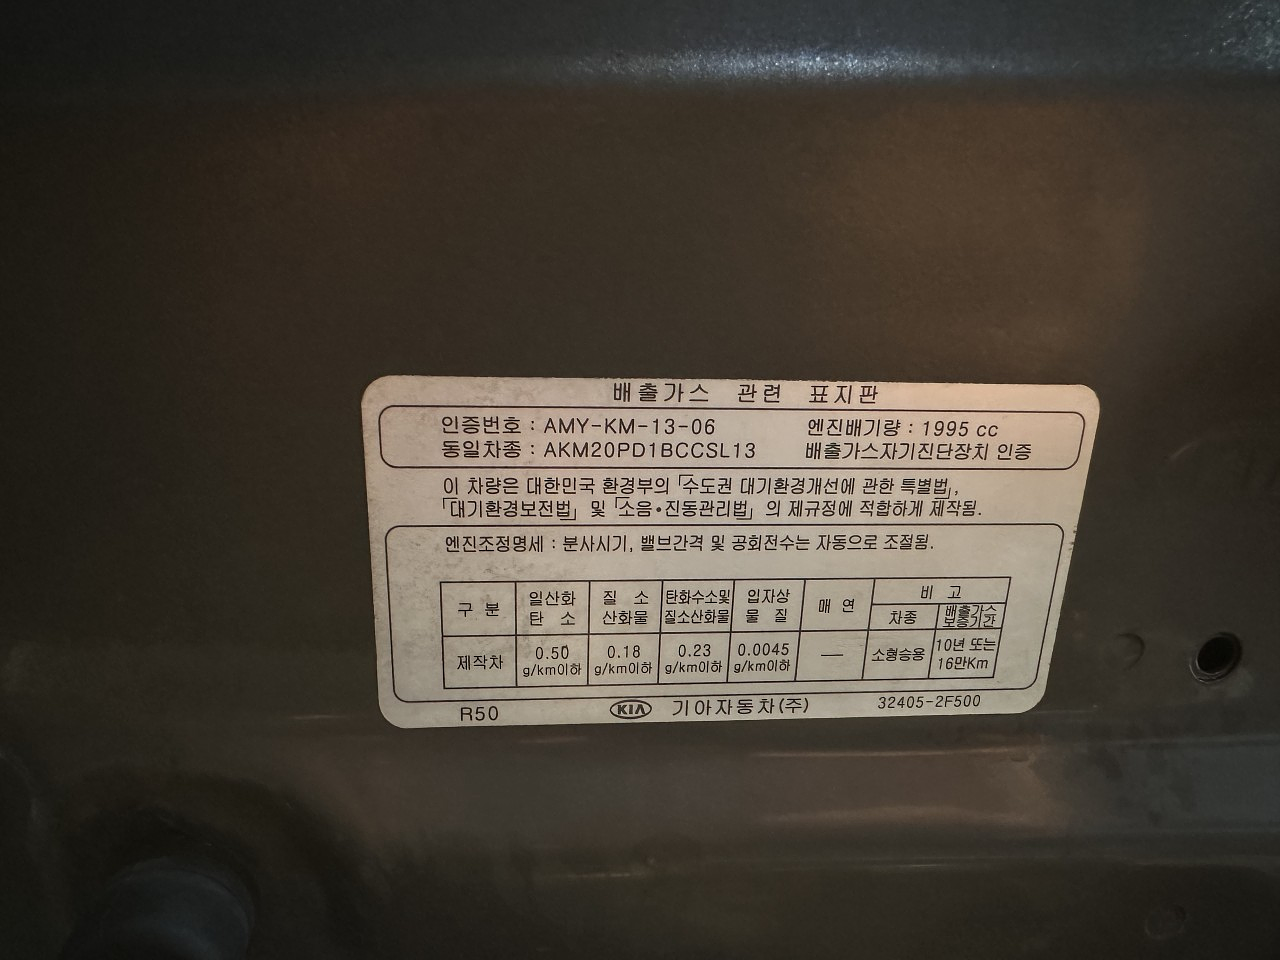 배출가스 관련 표지판
인증번호 : AMY-KM-13-06 엔진배기량 : 1995 cc
동일차종 : AKM20PD1BCCSL13 배출가스자기진단장치 인증
이 차량은 대한민국 환경부의 「수도권 대기환경개선에 관한 특별법」,
「대기환경보전법」 및 「소음·진동관리법」의 제규정에 적합하게 제작됨.
엔진조정명세 : 분사시기, 밸브간격 및 공회전수는 자동으로 조절됨.
구 분 일산화 탄 소 질 소 산화물 탄화수소및 질소산화물 입자상 물 질 매 연 비 고
차종 배출가스 보증기간
제작차 0.50 g/km이하 0.18 g/km이하 0.23 g/km이하 0.0045 g/km이하 — 소형승용 10년 또는 16만Km
R50 KIA 기아자동차(주) 32405-2F500